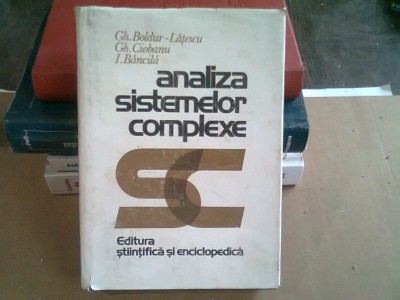 Gh. Boldur-Lățescu
Gh. Ciobanu
I. Băncilă
analiza
sistemelor
complexe
SC
Editura
științifică și enciclopedică